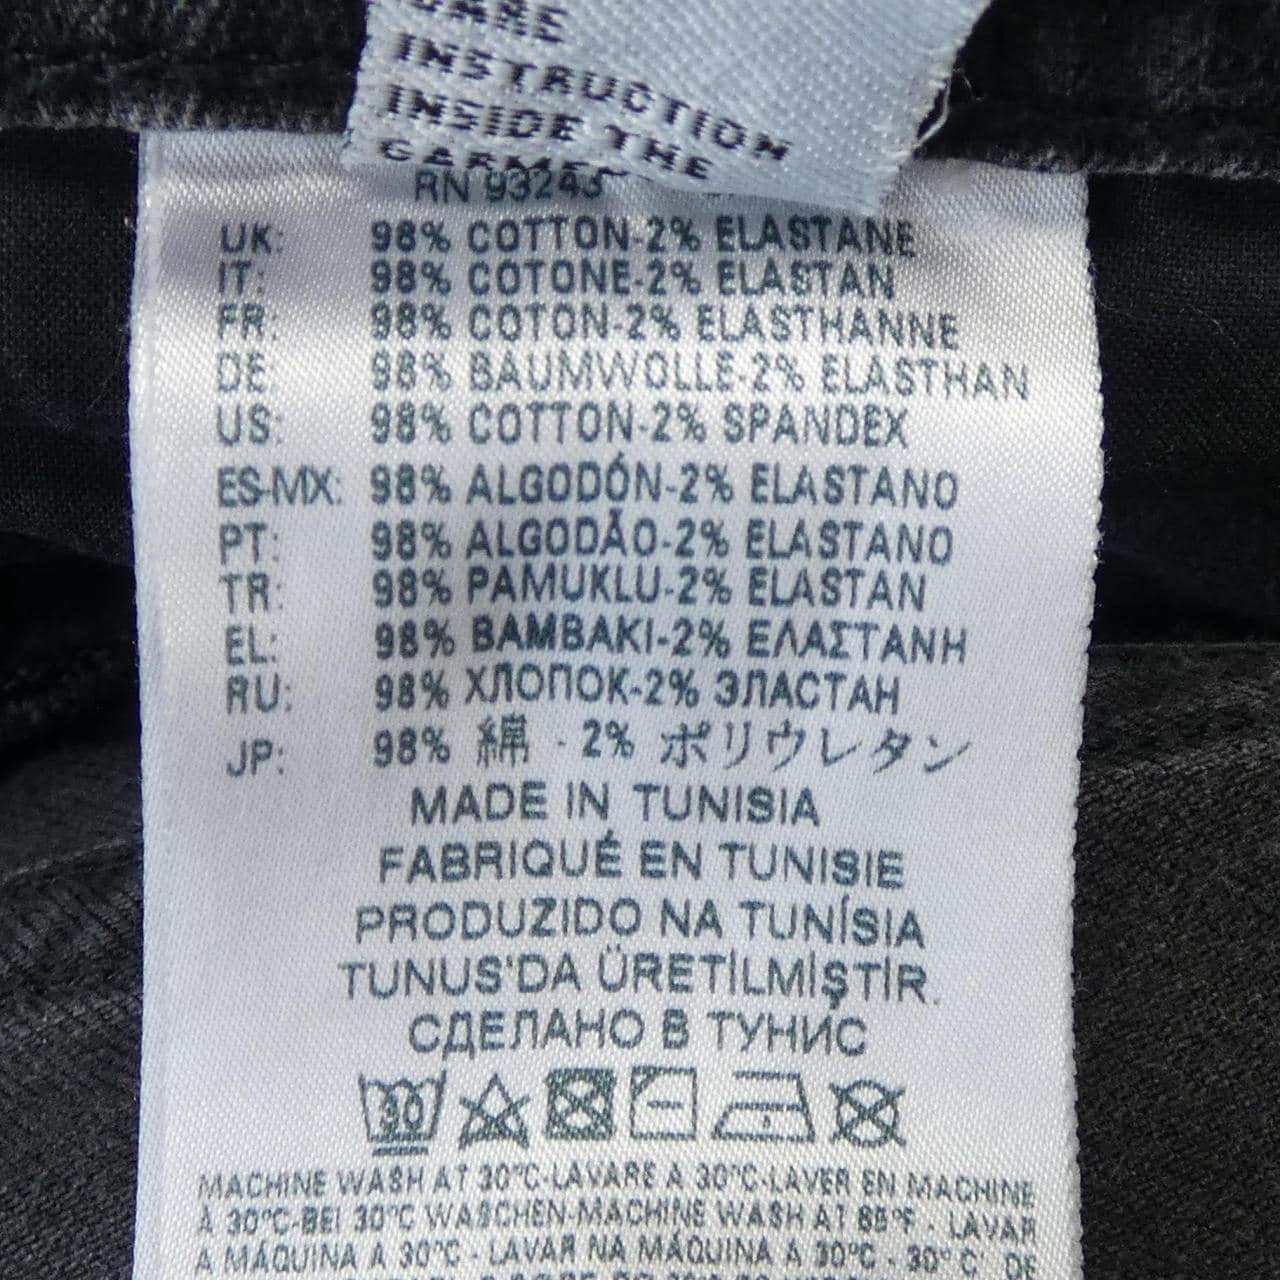 CARE
INSTRUCTION
INSIDE THE
RN 93243
UK: 98% COTTON-2% ELASTANE
IT: 98% COTONE-2% ELASTAN
FR: 98% COTON-2% ELASTHANNE
DE: 98% BAUMWOLLE-2% ELASTHAN
US: 98% COTTON-2% SPANDEX
ES-MX: 98% ALGODÓN-2% ELASTANO
PT: 98% ALGODÃO-2% ELASTANO
TR: 98% PAMUKLU-2% ELASTAN
EL: 98% BAMBAKI-2% ΕΛΑΣΤΑΝΗ
RU: 98% ХЛОПОК-2% ЭЛАСТАН
JP: 98% 綿 - 2% ポリウレタン
MADE IN TUNISIA
FABRIQUÉ EN TUNISIE
PRODUZIDO NA TUNÍSIA
TUNUS'DA ÜRETİLMİŞTİR.
СДЕЛАНО В ТУНИС
30
MACHINE WASH AT 30°C-LAVARE A 30°C-LAVER EN MACHINE
À 30°C-BEI 30°C WASCHEN-MACHINE WASH AT 85°F - LAVAR
A MÁQUINA A 30°C - LAVAR NA MÁQUINA A 30°C - 30° C' DE